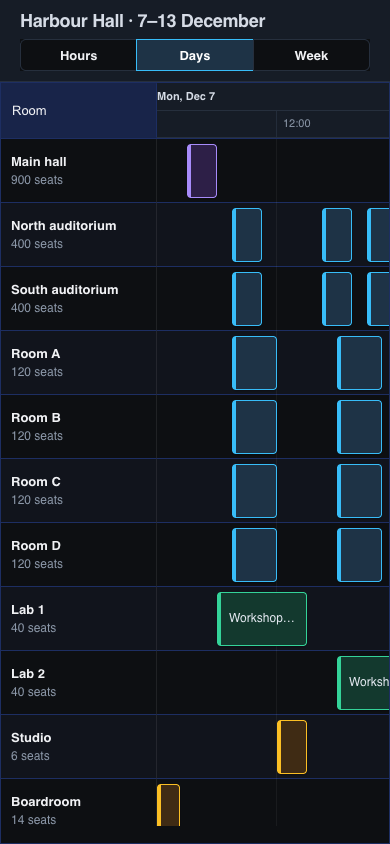 Harbour Hall · 7–13 December
Hours
Days
Week
Room
Mon, Dec 7
12:00
Main hall
900 seats
North auditorium
400 seats
South auditorium
400 seats
Room A
120 seats
Room B
120 seats
Room C
120 seats
Room D
120 seats
Lab 1
40 seats
Workshop…
Lab 2
40 seats
Worksh
Studio
6 seats
Boardroom
14 seats